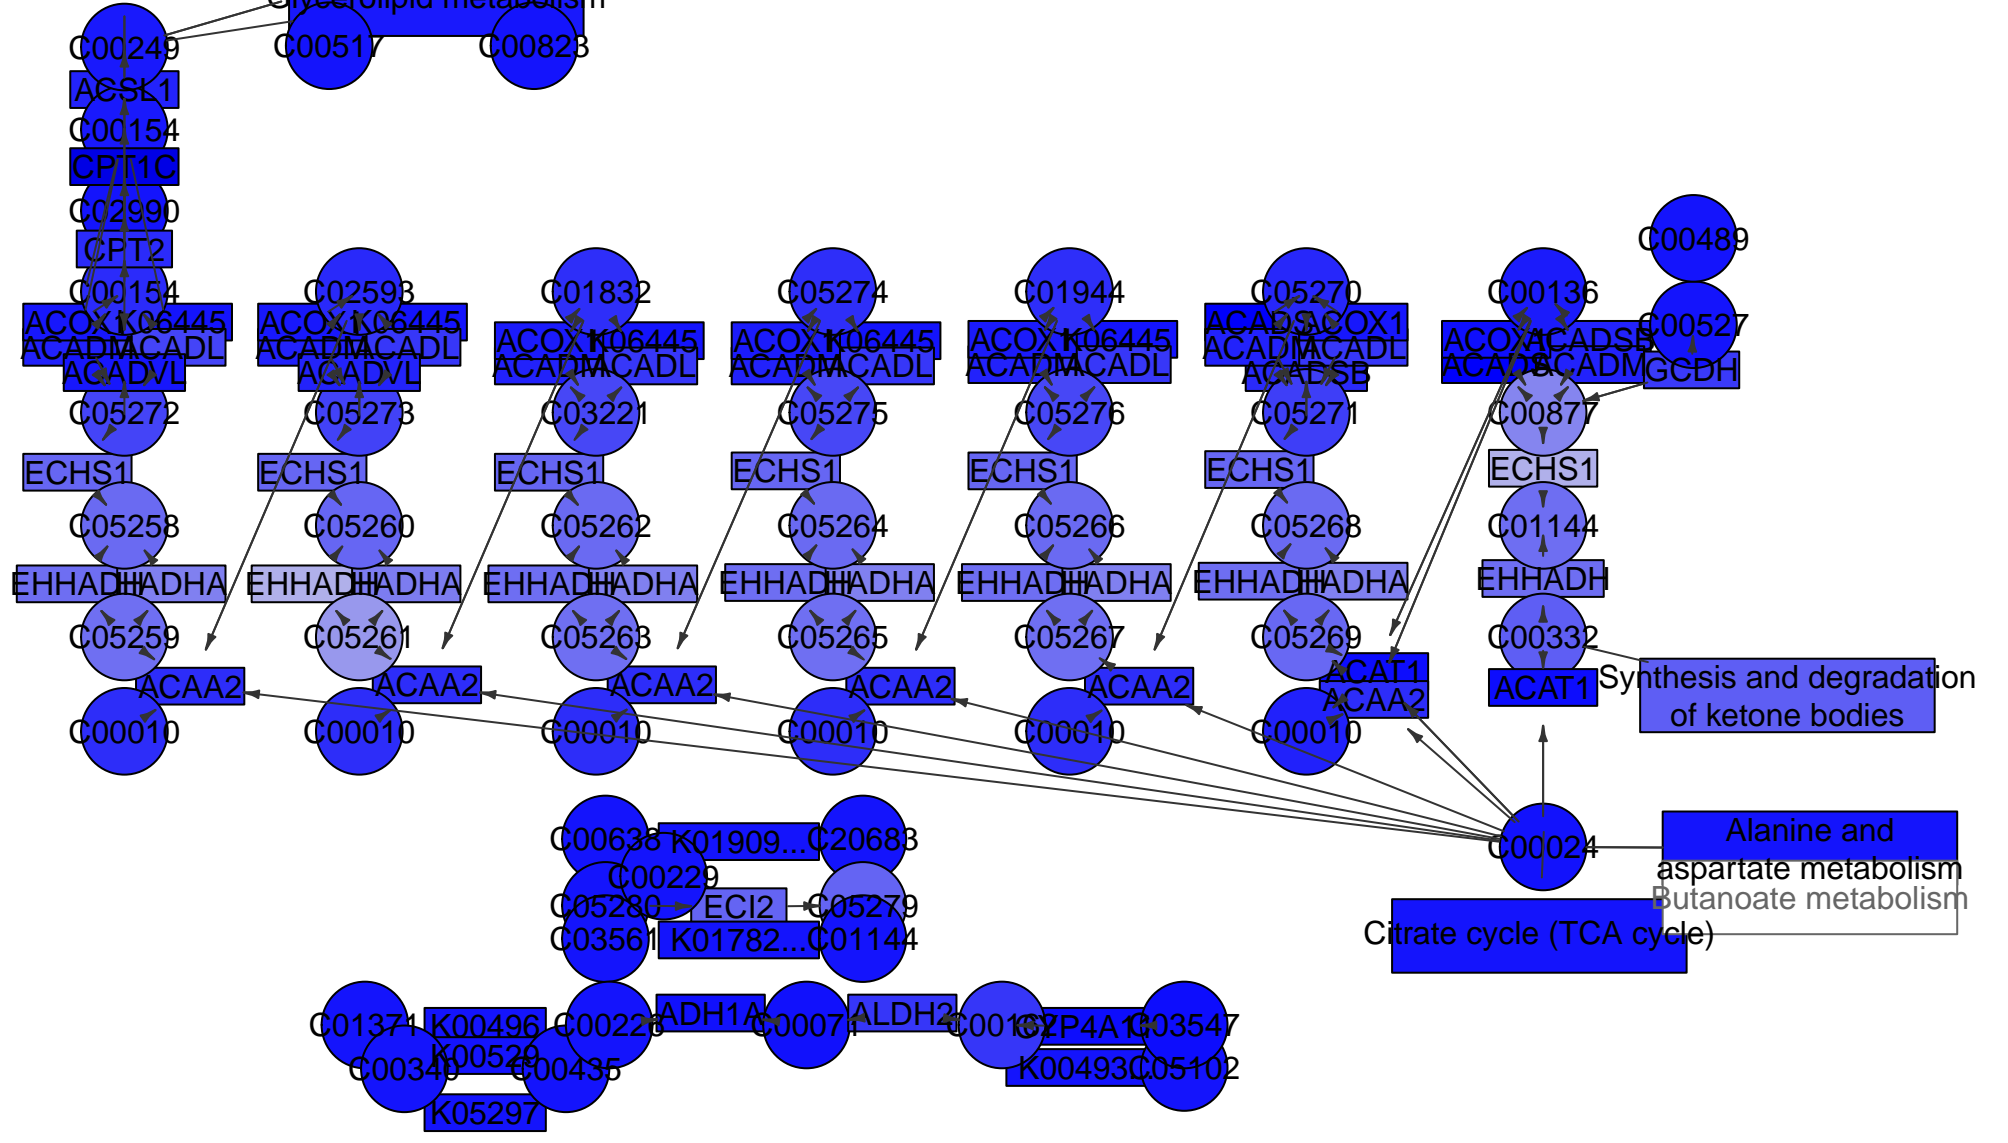 Glycerolipid metabolism
C00249
C00517
C00823
ACSL1
C00154
CPT1C
C02990
CPT2
C00154
C02593
C01832
C05274
C01944
C05270
C00136
C00489
C00527
ACOX1
K06445
ACADM
ACADL
ACADVL
ACOX1
K06445
ACADM
ACADL
ACADVL
ACOX1
K06445
ACADM
ACADL
ACOX1
K06445
ACADM
ACADL
ACOX1
K06445
ACADM
ACADL
ACADS
ACOX1
ACADM
ACADL
ACADSB
ACOX1
ACADSB
ACADS
ACADM
GCDH
C05272
C05273
C03221
C05275
C05276
C05271
C00877
ECHS1
ECHS1
ECHS1
ECHS1
ECHS1
ECHS1
ECHS1
C05258
C05260
C05262
C05264
C05266
C05268
C01144
EHHADH
HADHA
EHHADH
HADHA
EHHADH
HADHA
EHHADH
HADHA
EHHADH
HADHA
EHHADH
HADHA
EHHADH
C05259
C05261
C05263
C05265
C05267
C05269
C00332
ACAA2
ACAA2
ACAA2
ACAA2
ACAA2
ACAT1
ACAA2
ACAT1
Synthesis and degradation
of ketone bodies
C00010
C00010
C00010
C00010
C00010
C00010
C00638
K01909...
C20683
C00229
C05280
ECI2
C05279
C03561
K01782...
C01144
C00024
Alanine and
aspartate metabolism
Butanoate metabolism
Citrate cycle (TCA cycle)
C01371
K00496
C00226
ADH1A
C00071
ALDH2
C00162
C03547
K00529
C00340
C00435
K00493...
C05102
K05297